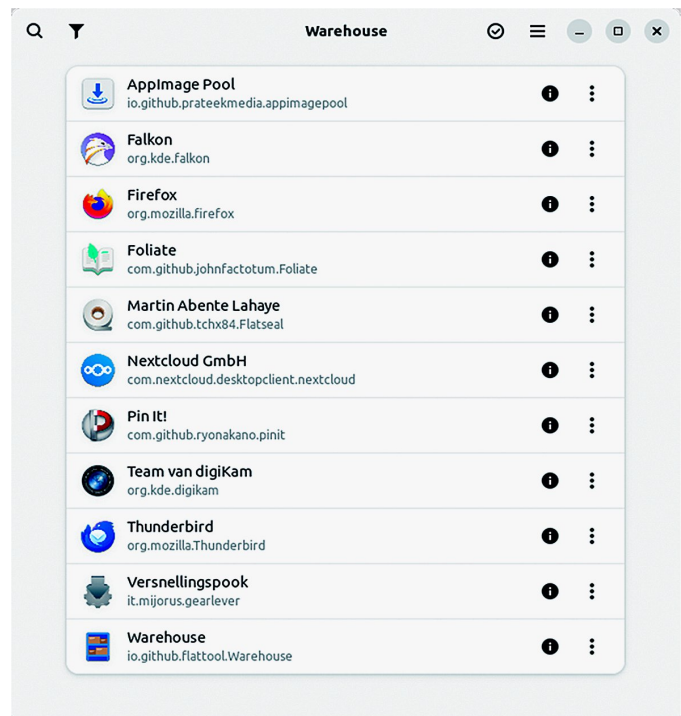 Warehouse
AppImage Pool
io.github.prateekmedia.appimagepool
Falkon
org.kde.falkon
Firefox
org.mozilla.firefox
Foliate
com.github.johnfactotum.Foliate
Martin Abente Lahaye
com.github.tchx84.Flatseal
Nextcloud GmbH
com.nextcloud.desktopclient.nextcloud
Pin It!
com.github.ryonakano.pinit
Team van digiKam
org.kde.digikam
Thunderbird
org.mozilla.Thunderbird
Versnellingspook
it.mijorus.gearlever
Warehouse
io.github.flattool.Warehouse